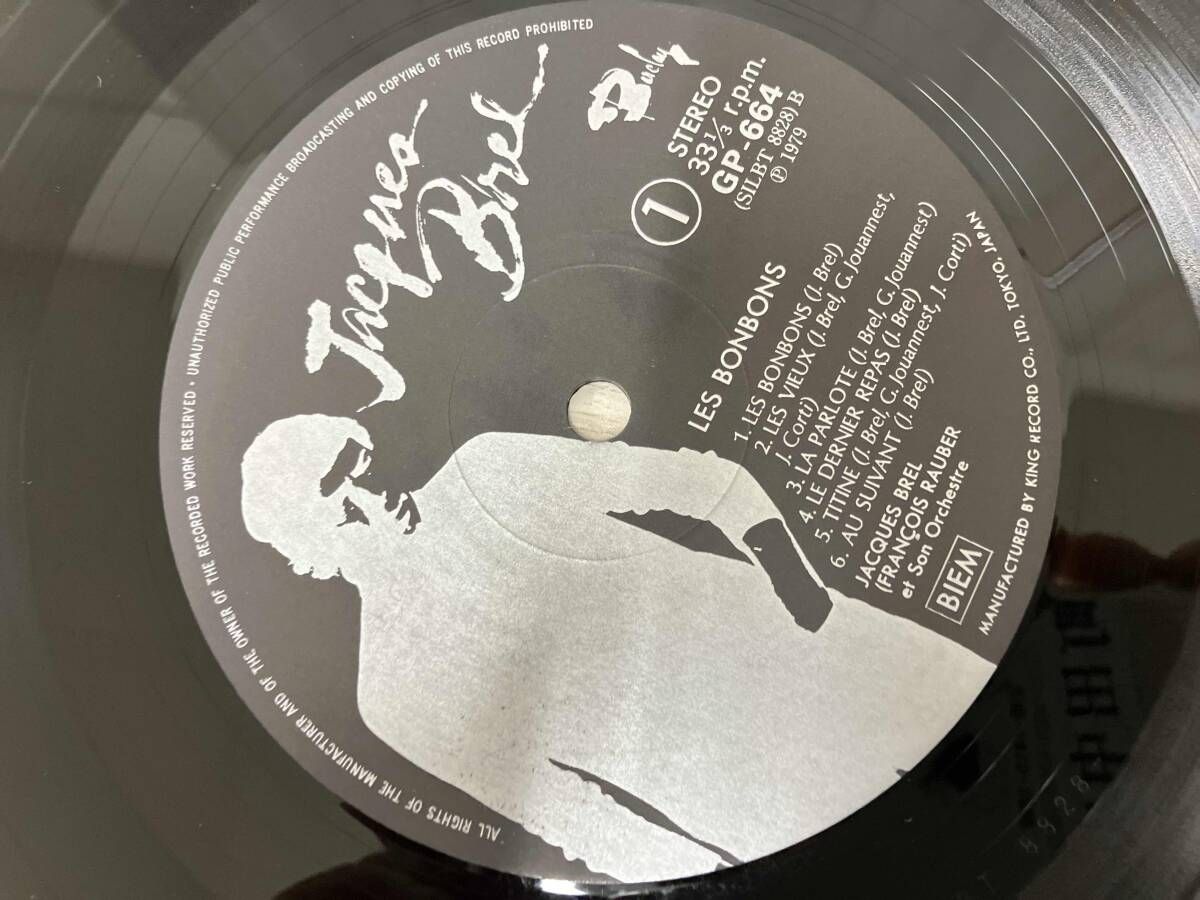 Jacques
Brel
Barclay
STEREO
33 1/3 r.p.m.
GP-664
(SILBT 8828) B
℗ 1979
1
LES BONBONS
1. LES BONBONS (J. Brel)
2. LES VIEUX (J. Brel, G. Jouannest,
J. Corti)
3. LA PARLOTE (J. Brel, G. Jouannest)
4. LE DERNIER REPAS (J. Brel)
5. TITINE (J. Brel, G. Jouannest, J. Corti)
6. AU SUIVANT (J. Brel)
JACQUES BREL
(FRANÇOIS RAUBER
et Son Orchestre
BIEM
MANUFACTURED BY KING RECORD CO., LTD, TOKYO, JAPAN
ALL RIGHTS OF THE MANUFACTURER AND OF THE OWNER OF THE RECORDED WORK RESERVED • UNAUTHORIZED PUBLIC PERFORMANCE BROADCASTING AND COPYING OF THIS RECORD PROHIBITED